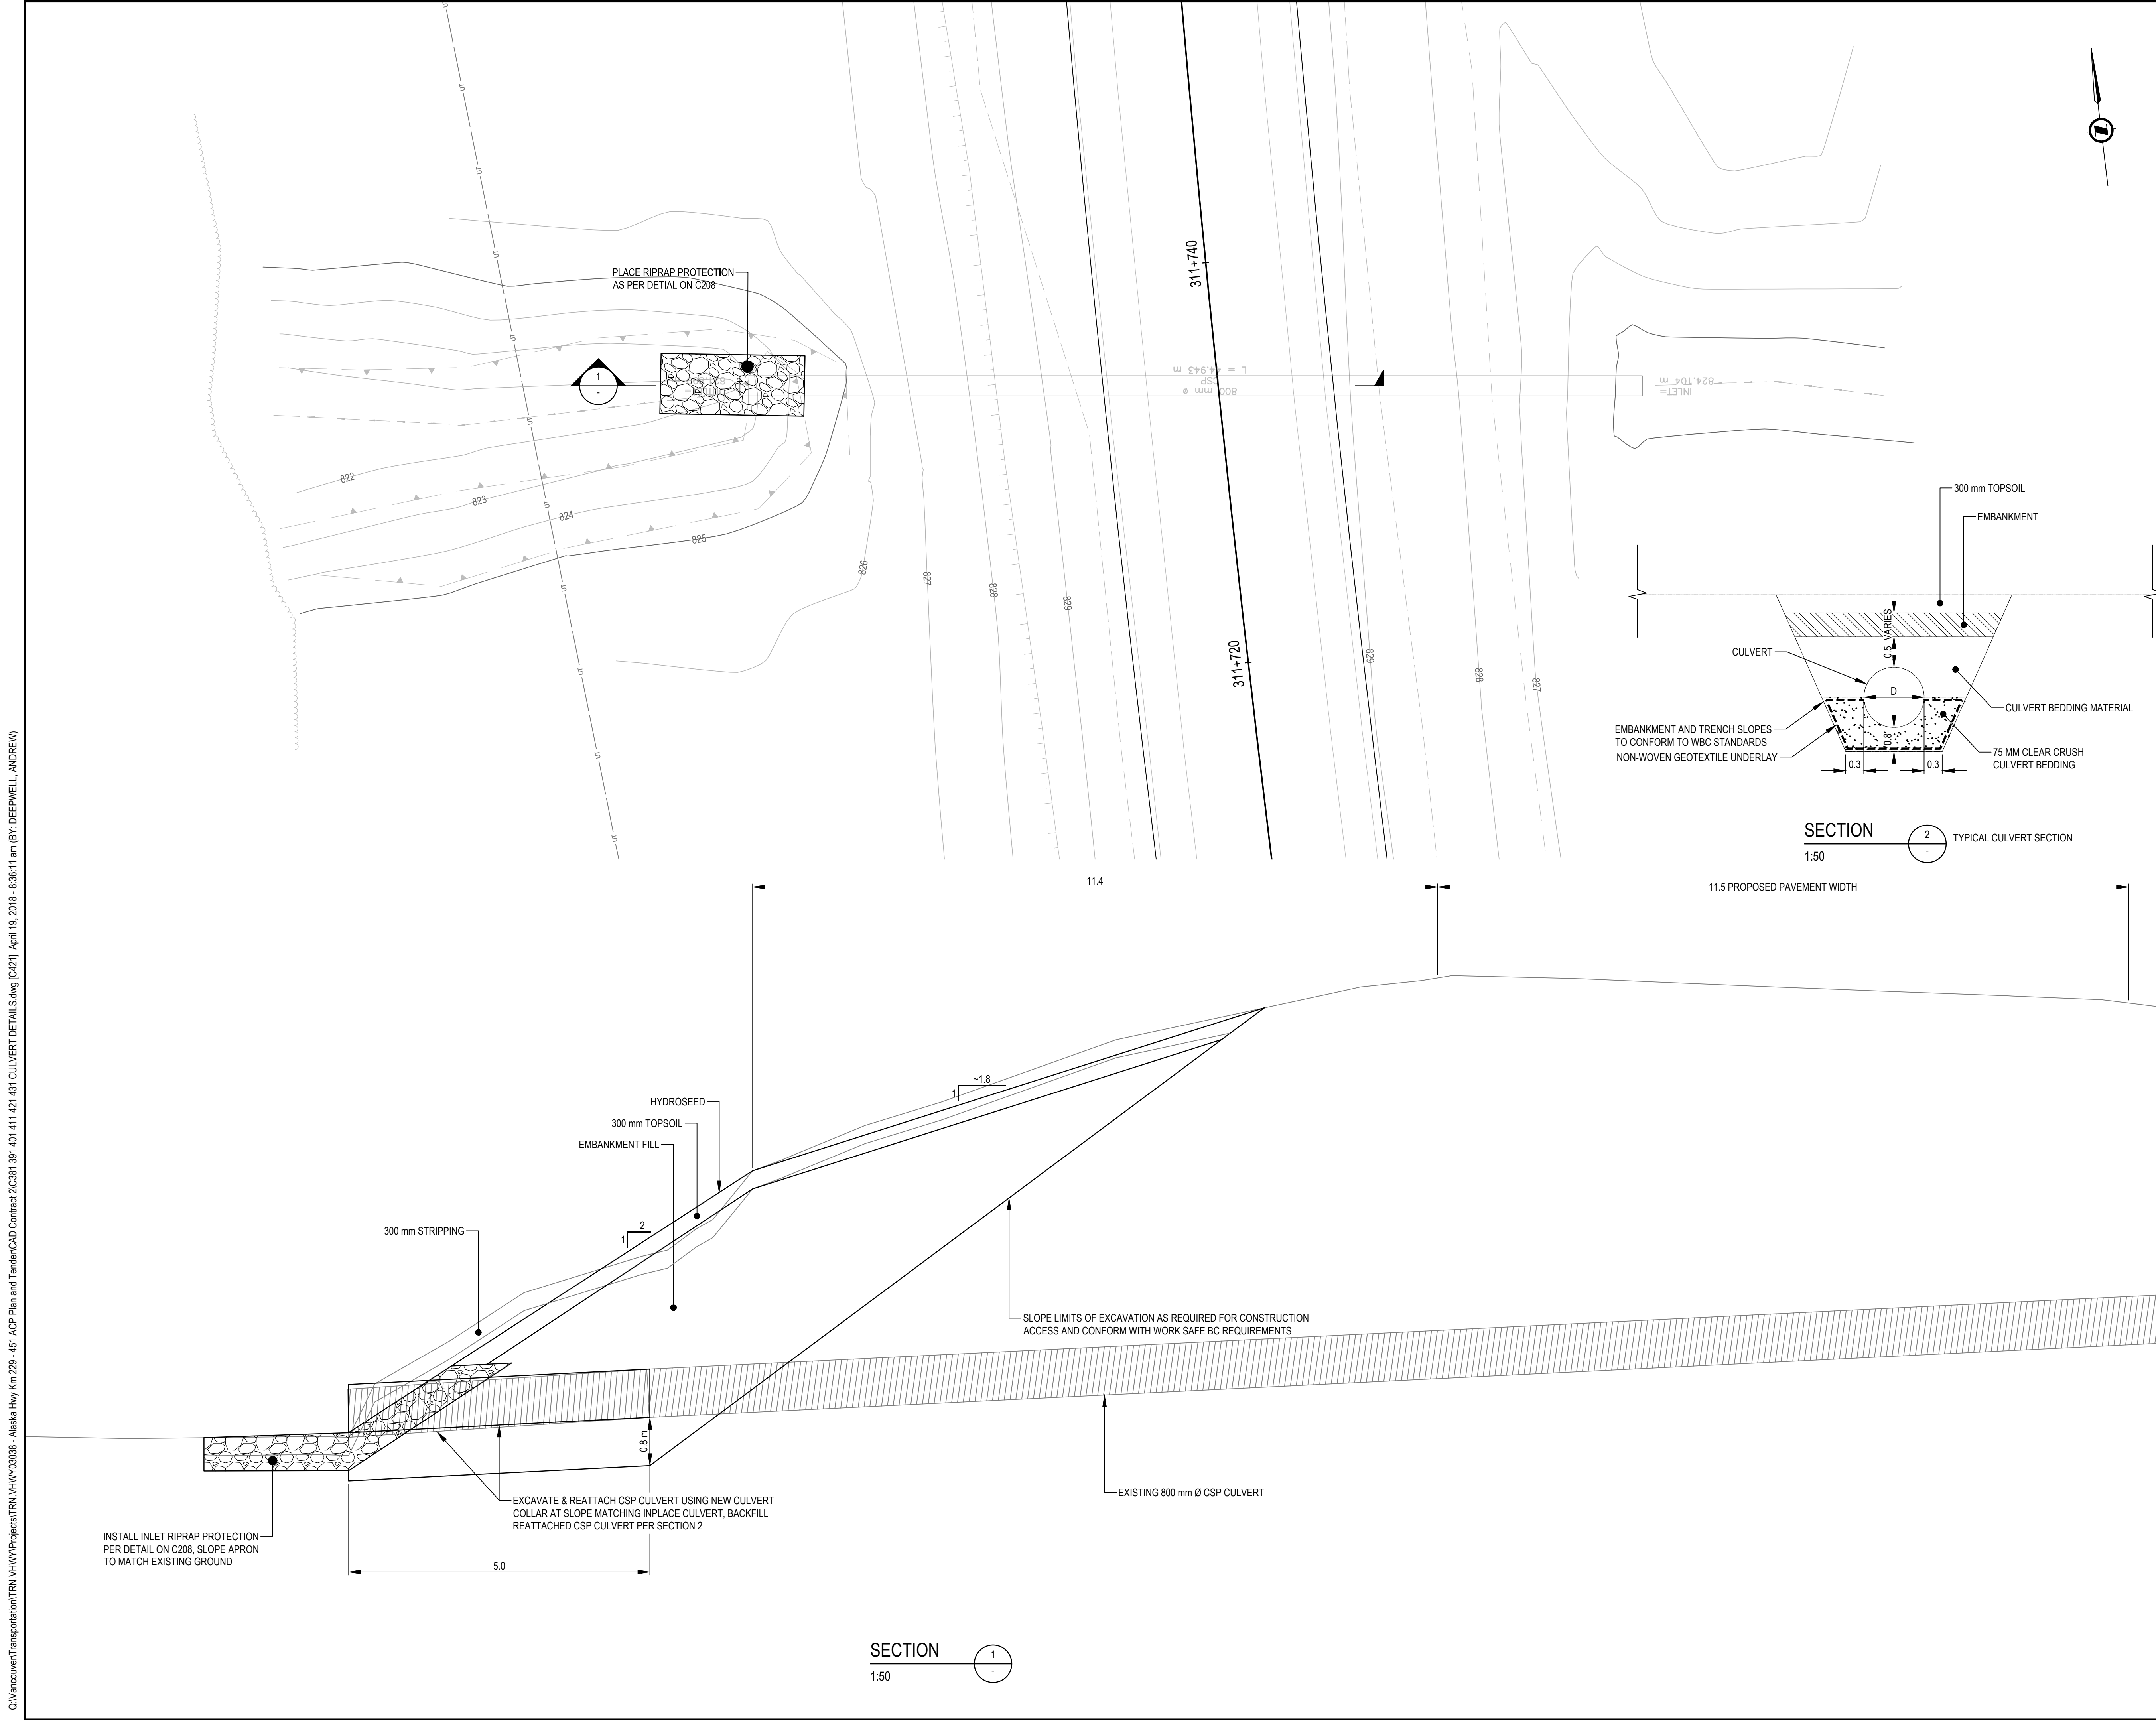 Q:\Vancouver\Transportation\TRN.VHWY\Projects\TRN.VHWY03038 - Alaska Hwy Km 229 - 451 ACP Plan and Tender\CAD Contract 2\C381 391 401 411 421 431 CULVERT DETAILS.dwg [C421]  April 19, 2018 - 8:36:11 am (BY: DEEPWELL, ANDREW)
PLACE RIPRAP PROTECTION
AS PER DETIAL ON C208
1
-
311+740
311+720
800 mm Ø
CSP
L = 44.943 m
INLET=
824.104 m
822
823
824
825
826
827
828
829
829
828
827
300 mm TOPSOIL
EMBANKMENT
VARIES
0.5
CULVERT
D
CULVERT BEDDING MATERIAL
EMBANKMENT AND TRENCH SLOPES
TO CONFORM TO WBC STANDARDS
NON-WOVEN GEOTEXTILE UNDERLAY
0.8
75 MM CLEAR CRUSH
CULVERT BEDDING
0.3
0.3
SECTION
1:50
2
-
TYPICAL CULVERT SECTION
11.4
11.5 PROPOSED PAVEMENT WIDTH
~1.8
1
HYDROSEED
300 mm TOPSOIL
EMBANKMENT FILL
2
1
300 mm STRIPPING
SLOPE LIMITS OF EXCAVATION AS REQUIRED FOR CONSTRUCTION
ACCESS AND CONFORM WITH WORK SAFE BC REQUIREMENTS
0.8 m
EXCAVATE & REATTACH CSP CULVERT USING NEW CULVERT
COLLAR AT SLOPE MATCHING INPLACE CULVERT, BACKFILL
REATTACHED CSP CULVERT PER SECTION 2
EXISTING 800 mm Ø CSP CULVERT
INSTALL INLET RIPRAP PROTECTION
PER DETAIL ON C208, SLOPE APRON
TO MATCH EXISTING GROUND
5.0
SECTION
1:50
1
-